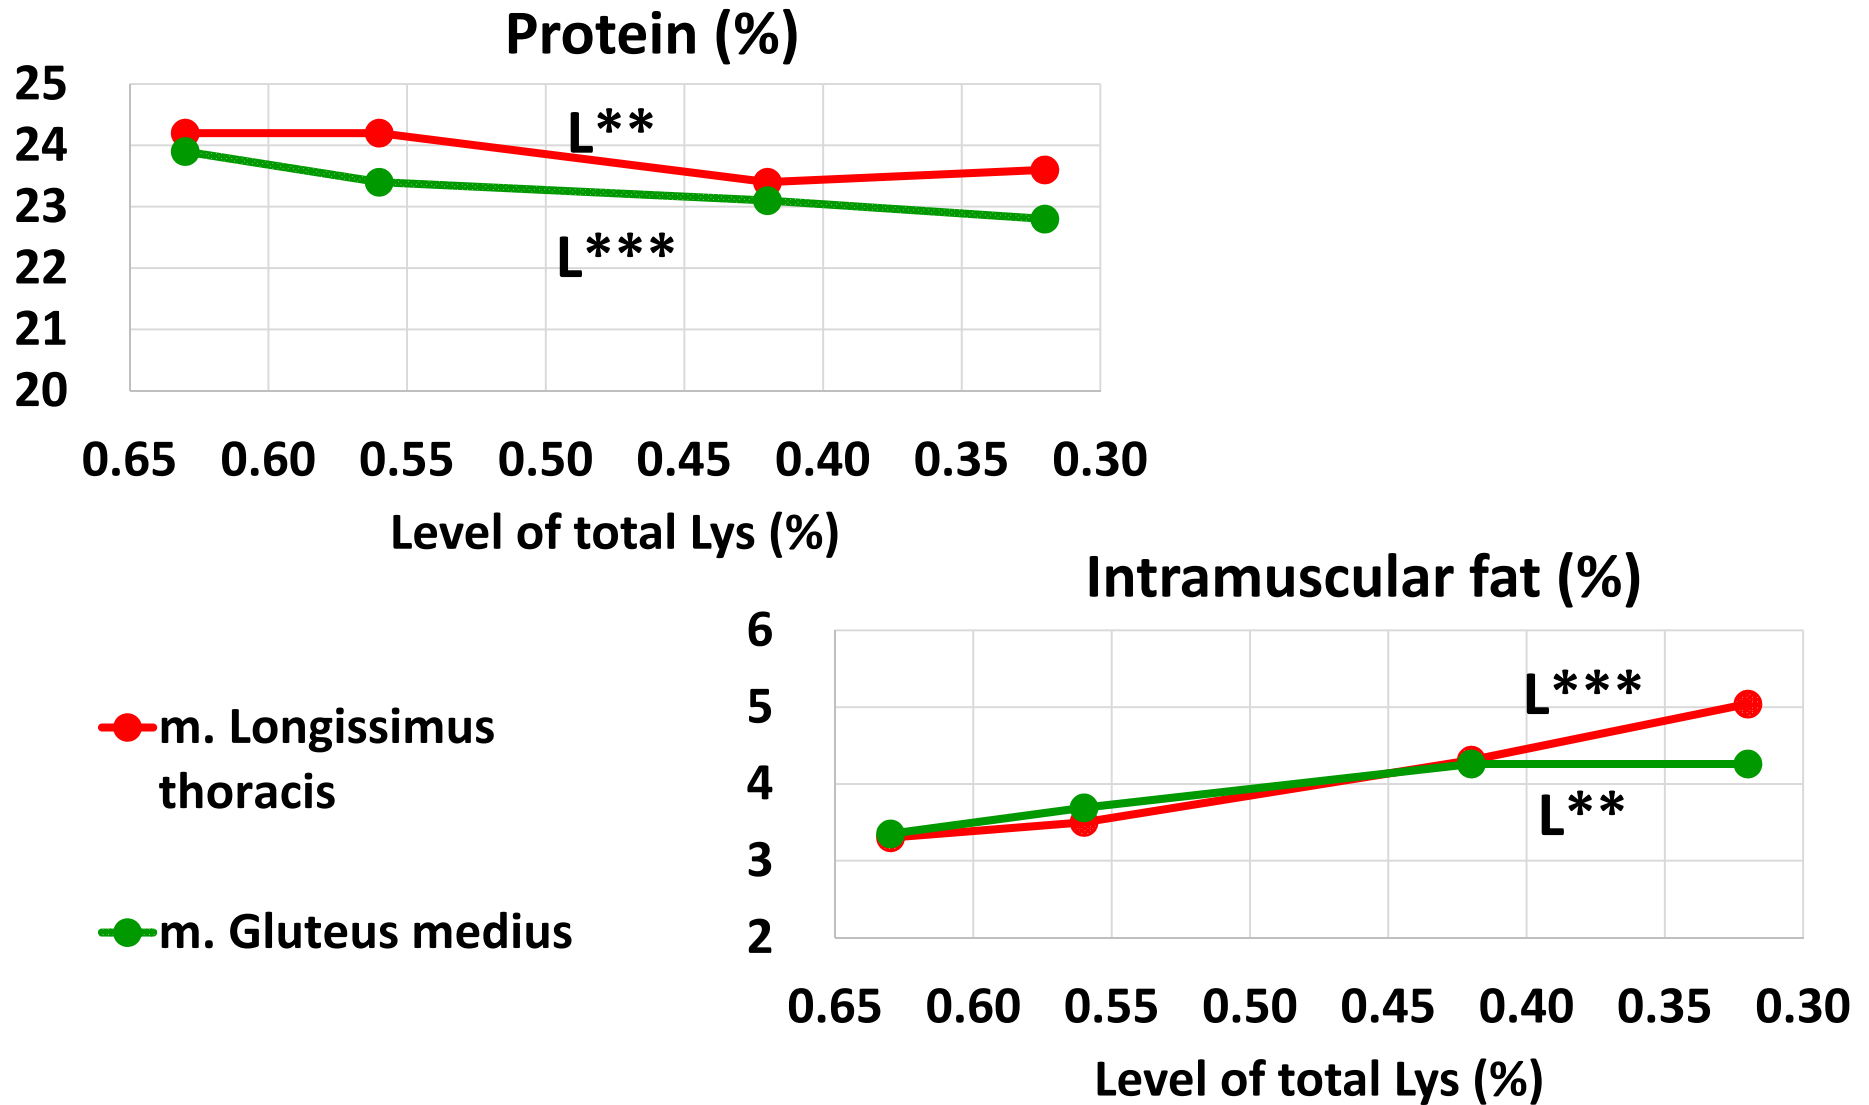 Protein (%)
25
24
23
22
21
20
L**
L***
0.65 0.60 0.55 0.50 0.45 0.40 0.35 0.30
Level of total Lys (%)
Intramuscular fat (%)
6
5
4
3
2
L***
L**
0.65 0.60 0.55 0.50 0.45 0.40 0.35 0.30
Level of total Lys (%)
m. Longissimus
thoracis
m. Gluteus medius